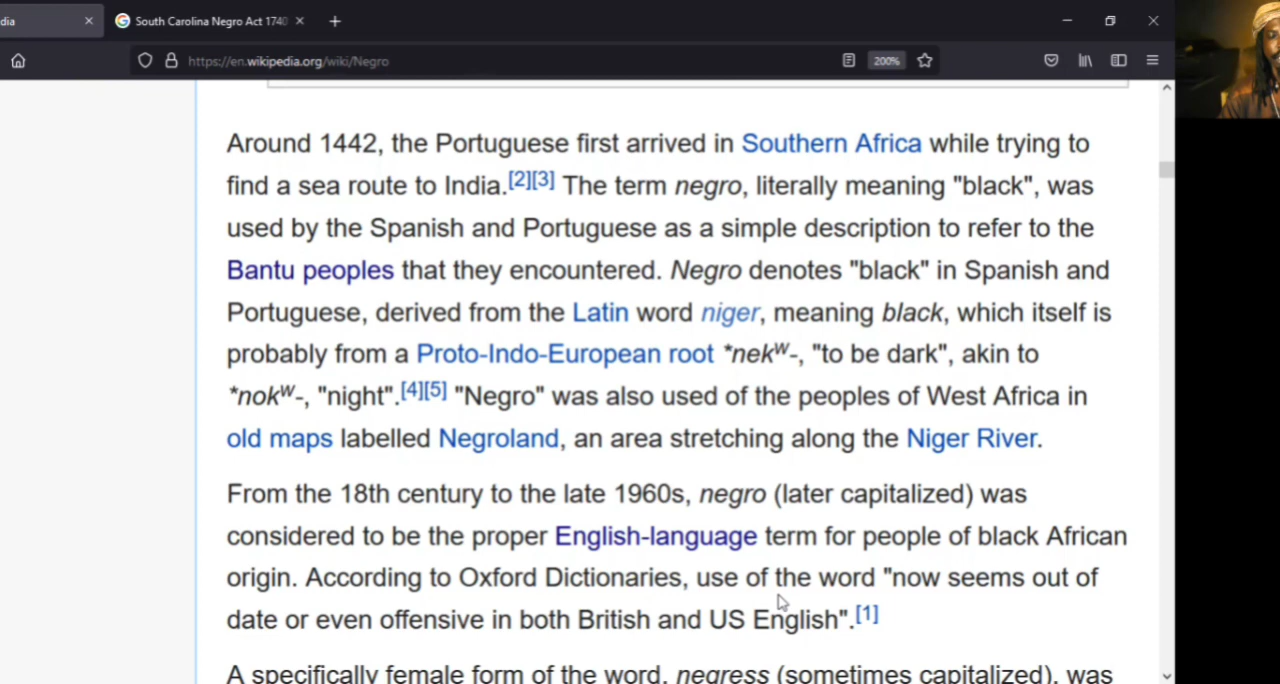 dia
South Carolina Negro Act 1740
https://en.wikipedia.org/wiki/Negro
200%
Around 1442, the Portuguese first arrived in Southern Africa while trying to
find a sea route to India.[2][3] The term negro, literally meaning "black", was
used by the Spanish and Portuguese as a simple description to refer to the
Bantu peoples that they encountered. Negro denotes "black" in Spanish and
Portuguese, derived from the Latin word niger, meaning black, which itself is
probably from a Proto-Indo-European root *nekʷ-, "to be dark", akin to
*nokʷ-, "night".[4][5] "Negro" was also used of the peoples of West Africa in
old maps labelled Negroland, an area stretching along the Niger River.
From the 18th century to the late 1960s, negro (later capitalized) was
considered to be the proper English-language term for people of black African
origin. According to Oxford Dictionaries, use of the word "now seems out of
date or even offensive in both British and US English".[1]
A specifically female form of the word, negress (sometimes capitalized), was